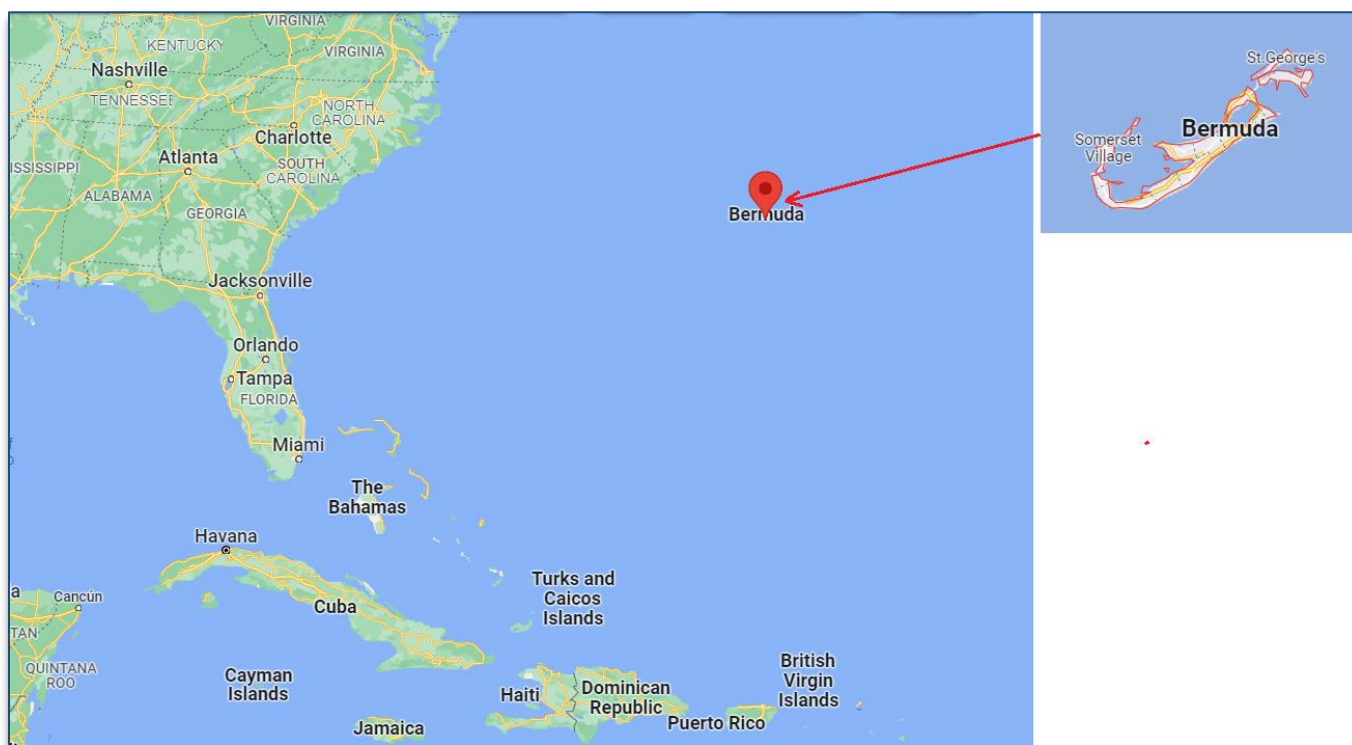 VIRGINIA
KENTUCKY
VIRGINIA
Nashville
TENNESSEE
NORTH
CAROLINA
Charlotte
Atlanta
ISSISSIPPI
SOUTH
CAROLINA
ALABAMA
GEORGIA
Jacksonville
Orlando
Tampa
FLORIDA
Miami
The
Bahamas
Havana
a
Cancún
TAN
Cuba
QUINTANA
ROO
Cayman
Islands
Jamaica
Haiti
Turks and
Caicos
Islands
Dominican
Republic
Puerto Rico
British
Virgin
Islands
Bermuda
St.George's
Bermuda
Somerset
Village